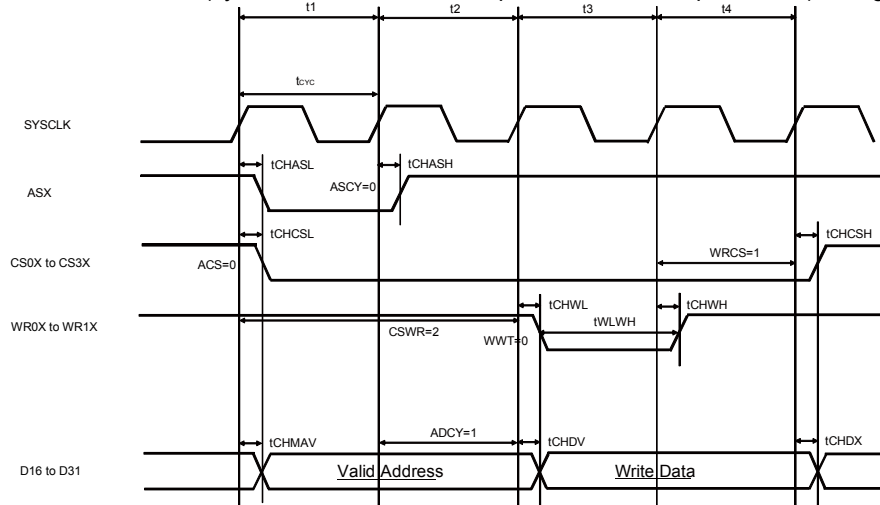 t1 t2 t3 t4
tCYC
SYSCLK
tCHASL tCHASH
ASX ASCY=0
tCHCSL tCHCSH
CS0X to CS3X ACS=0 WRCS=1
tCHWL tCHWH
WR0X to WR1X tWLWH
CSWR=2 WWT=0
tCHMAV ADCY=1 tCHDV tCHDX
D16 to D31 Valid Address Write Data